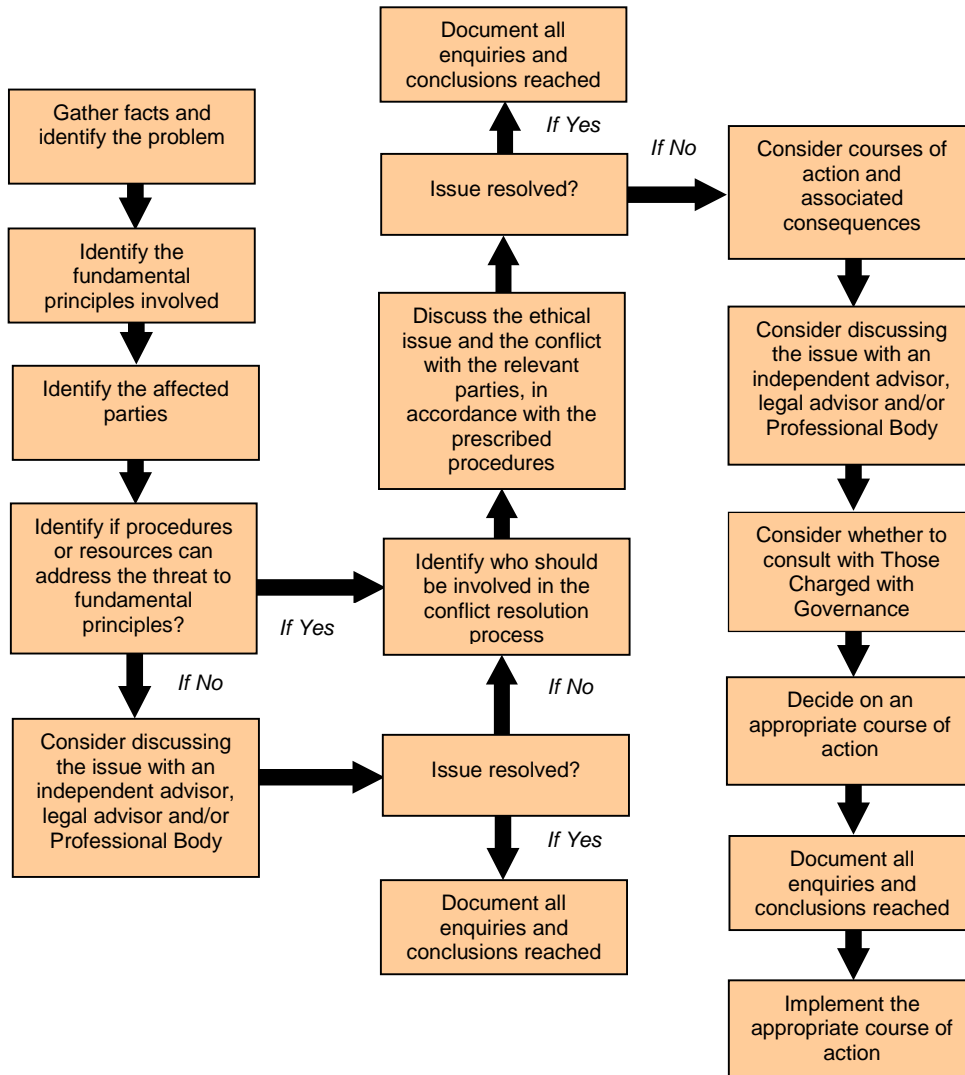 Gather facts and
identify the problem
Identify the
fundamental
principles involved
Identify the affected
parties
Identify if procedures
or resources can
address the threat to
fundamental
principles?
If Yes
If No
Consider discussing
the issue with an
independent advisor,
legal advisor and/or
Professional Body
Document all
enquiries and
conclusions reached
If Yes
Issue resolved?
If No
Discuss the ethical
issue and the conflict
with the relevant
parties, in
accordance with the
prescribed
procedures
Identify who should
be involved in the
conflict resolution
process
If No
Issue resolved?
If Yes
Document all
enquiries and
conclusions reached
Consider courses of
action and
associated
consequences
Consider discussing
the issue with an
independent advisor,
legal advisor and/or
Professional Body
Consider whether to
consult with Those
Charged with
Governance
Decide on an
appropriate course of
action
Document all
enquiries and
conclusions reached
Implement the
appropriate course of
action